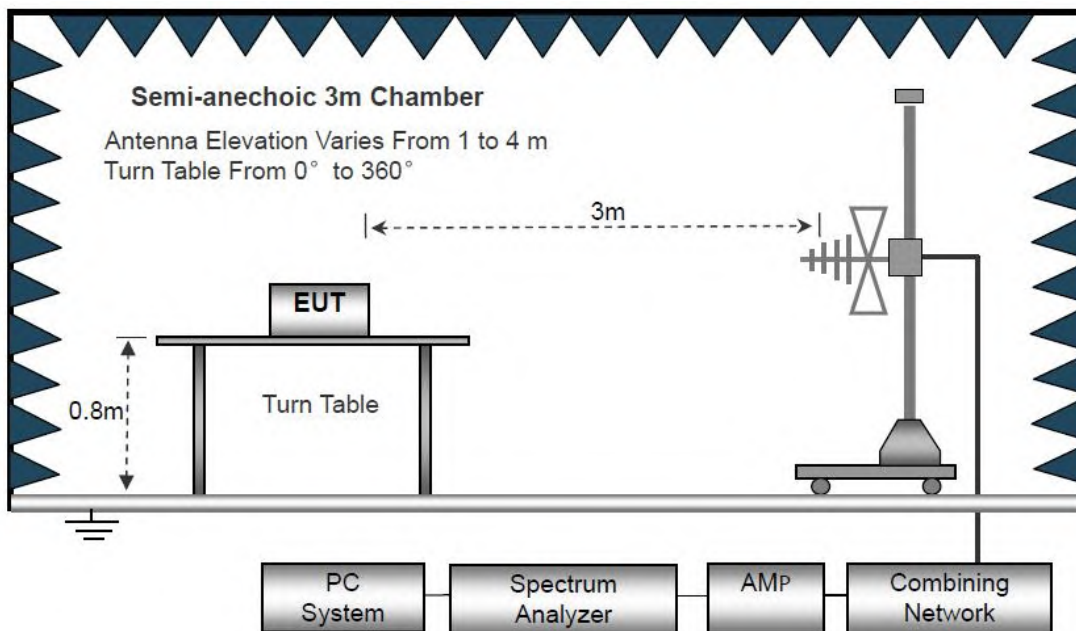 Semi-anechoic 3m Chamber
Antenna Elevation Varies From 1 to 4 m
Turn Table From 0° to 360°
3m
EUT
0.8m
Turn Table
PC
System
Spectrum
Analyzer
AMP
Combining
Network